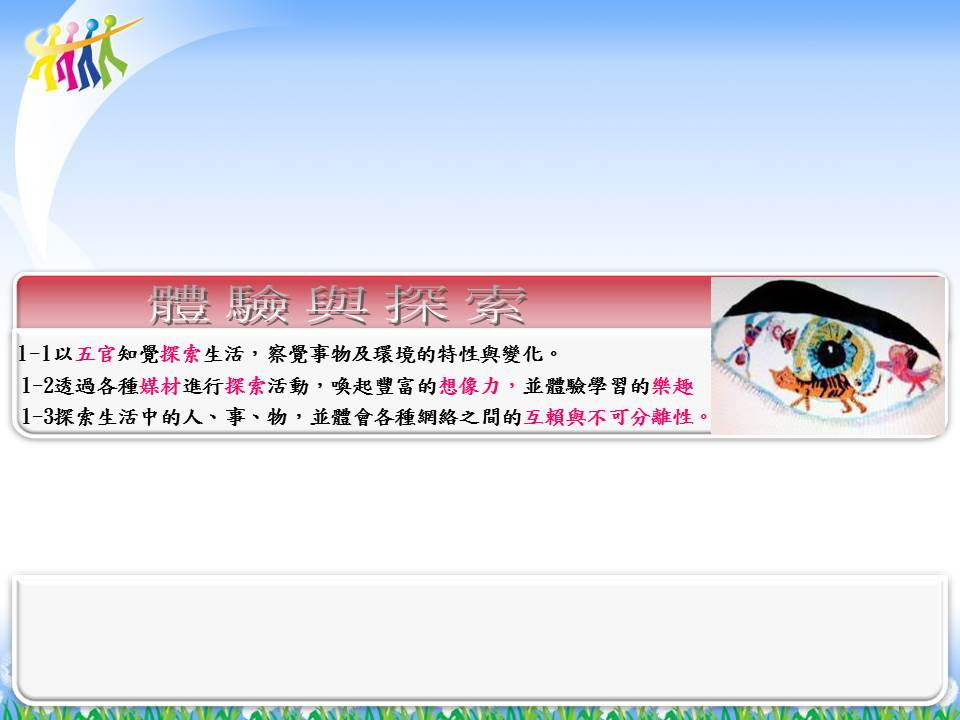 體驗與探索
1-1以五官知覺探索生活，察覺事物及環境的特性與變化。
1-2透過各種媒材進行探索活動，喚起豐富的想像力，並體驗學習的樂趣
1-3探索生活中的人、事、物，並體會各種網絡之間的互賴與不可分離性。